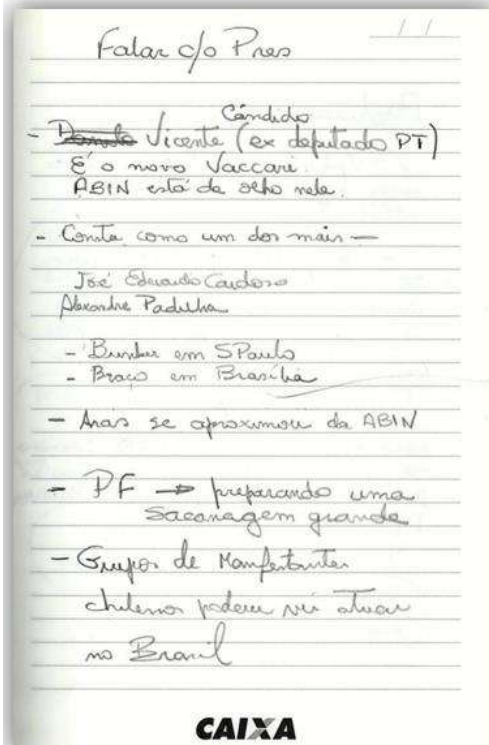 / /
Falar c/o Pres
Cândido
- Vicente (ex deputado PT)
É o novo Vaccari.
ABIN está de olho nele.
- Consta como um dos mais —
José Eduardo Cardoso
Alexandre Padilha
- Bunker em SPaulo
- Braço em Brasília
- Aras se aproximou da ABIN
- PF → preparando uma
sacanagem grande
- Grupos de Manifestantes
chilenos podem vir atuar
no Brasil
CAIXA